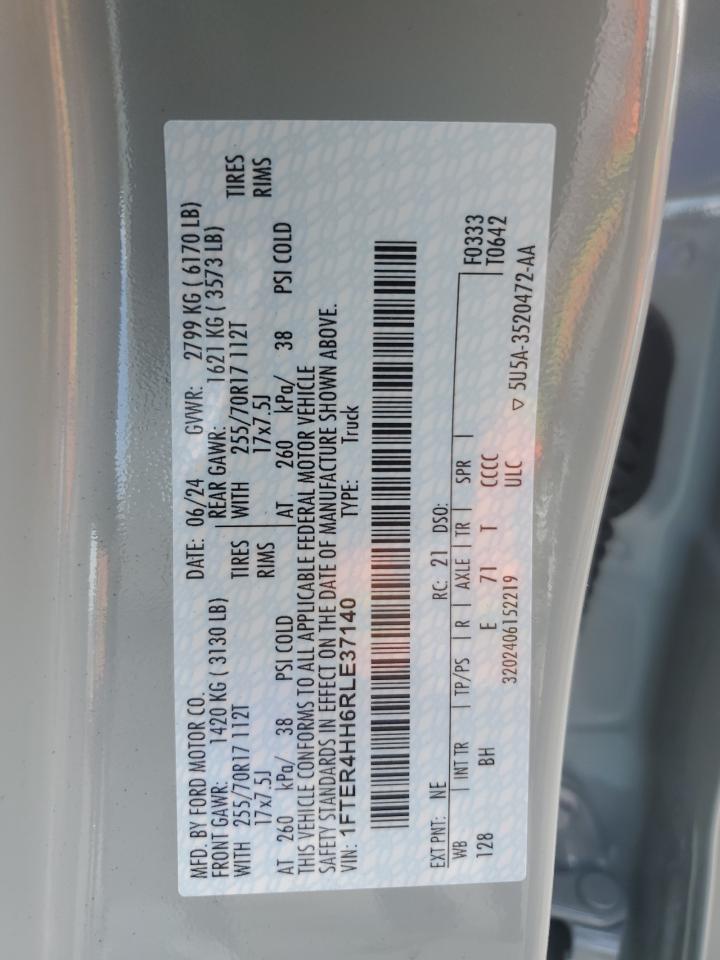 MFD. BY FORD MOTOR CO. DATE: 06/24 GVWR: 2799 KG ( 6170 LB)
FRONT GAWR: 1420 KG ( 3130 LB) REAR GAWR: 1621 KG ( 3573 LB)
WITH 255/70R17 112T TIRES WITH 255/70R17 112T TIRES
17x7.5J RIMS 17x7.5J RIMS
AT 260 kPa/ 38 PSI COLD AT 260 kPa/ 38 PSI COLD
THIS VEHICLE CONFORMS TO ALL APPLICABLE FEDERAL MOTOR VEHICLE
SAFETY STANDARDS IN EFFECT ON THE DATE OF MANUFACTURE SHOWN ABOVE.
VIN: 1FTER4HH6RLE37140 TYPE: Truck
EXT PNT: NE RC: 21 DSO: F0333
WB INT TR TP/PS R AXLE TR SPR T0642
128 BH E 71 T CCCC
3202406152219 ULC ▽ 5U5A-3520472-AA